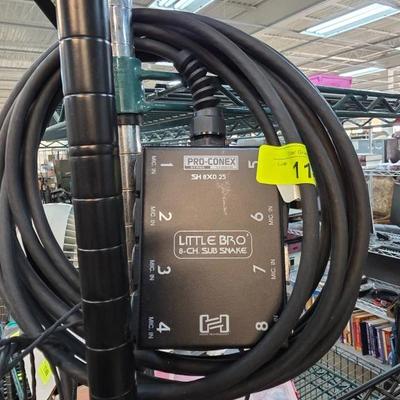 PRO-CONEX
SH 8X0.25
MIC. IN 1
MIC. IN 2
MIC. IN 3
MIC. IN 4
5
MIC. IN 6
MIC. IN 7
MIC. IN 8
LITTLE BRO'
8-CH. SUB SNAKE
11